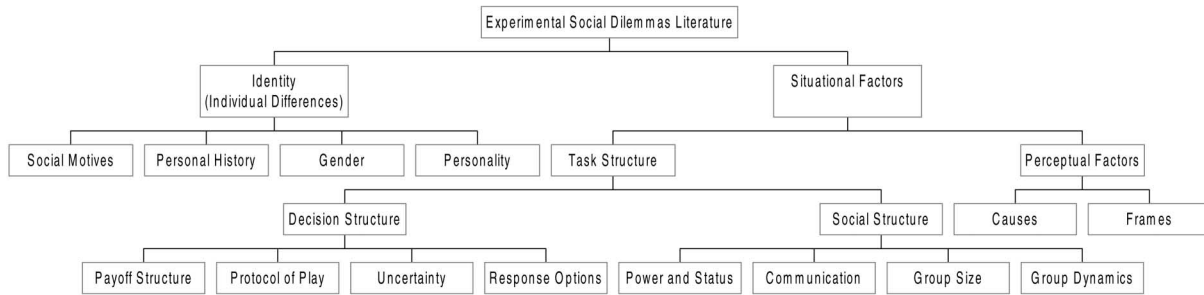 Experimental Social Dilemmas Literature
Identity
(Individual Differences)
Situational Factors
Social Motives
Personal History
Gender
Personality
Task Structure
Perceptual Factors
Decision Structure
Social Structure
Causes
Frames
Payoff Structure
Protocol of Play
Uncertainty
Response Options
Power and Status
Communication
Group Size
Group Dynamics